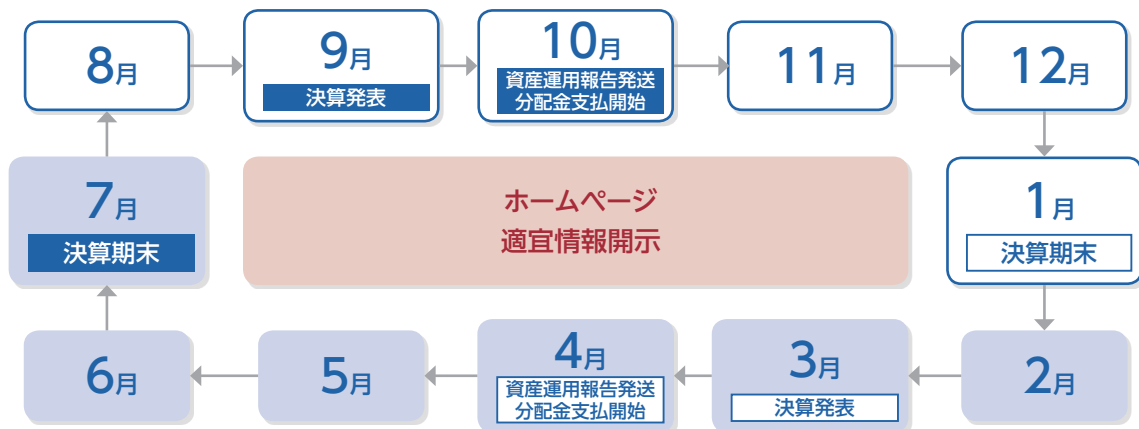 8月
9月
決算発表
10月
資産運用報告発送
分配金支払開始
11月
12月
7月
決算期末
ホームページ
適宜情報開示
1月
決算期末
6月
5月
4月
資産運用報告発送
分配金支払開始
3月
決算発表
2月